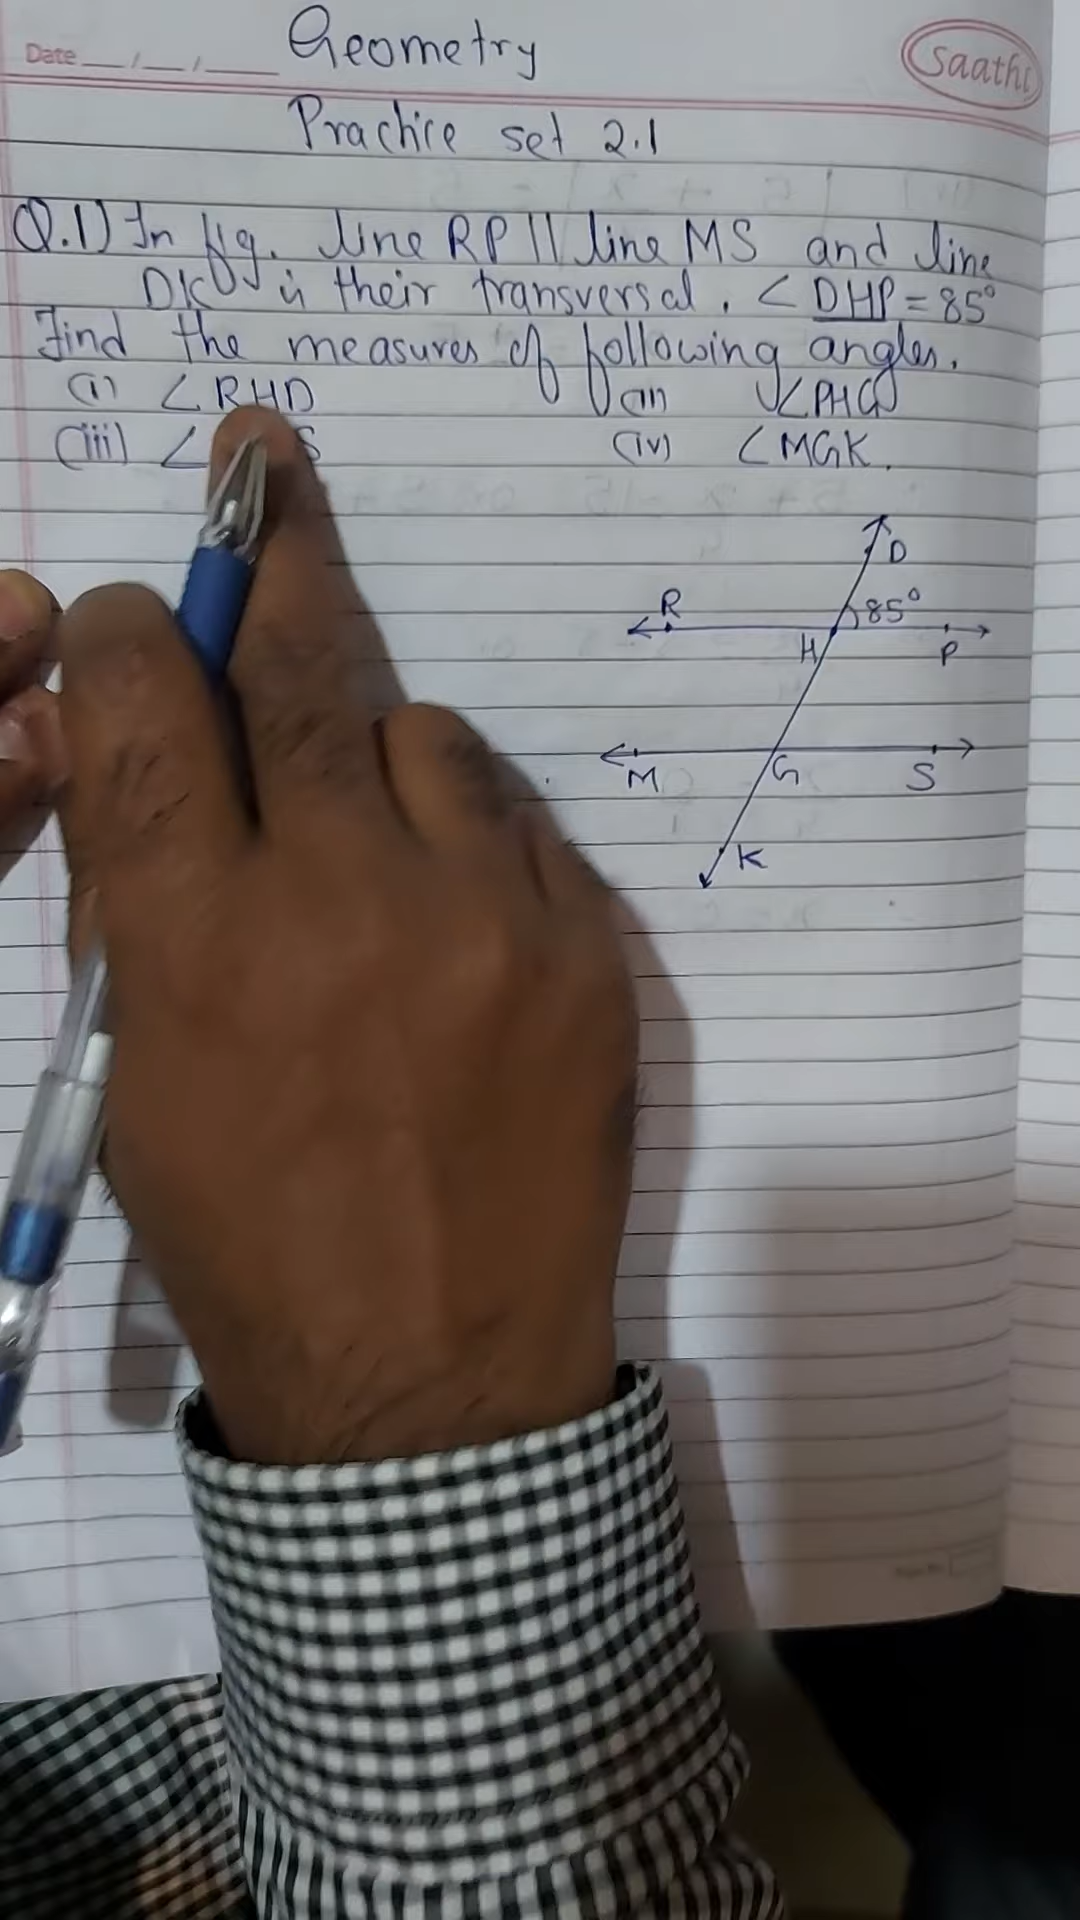 Date
Geometry
Saathi
Practice set 2.1
Q.1) In fig. line RP || line MS and line
DK is their transversal. ∠DHP = 85°
Find the measures of following angles.
(i) ∠RHD (ii) ∠PHG
(iii) ∠ S (iv) ∠MGK.
D
R
85°
H
P
M
G
S
K